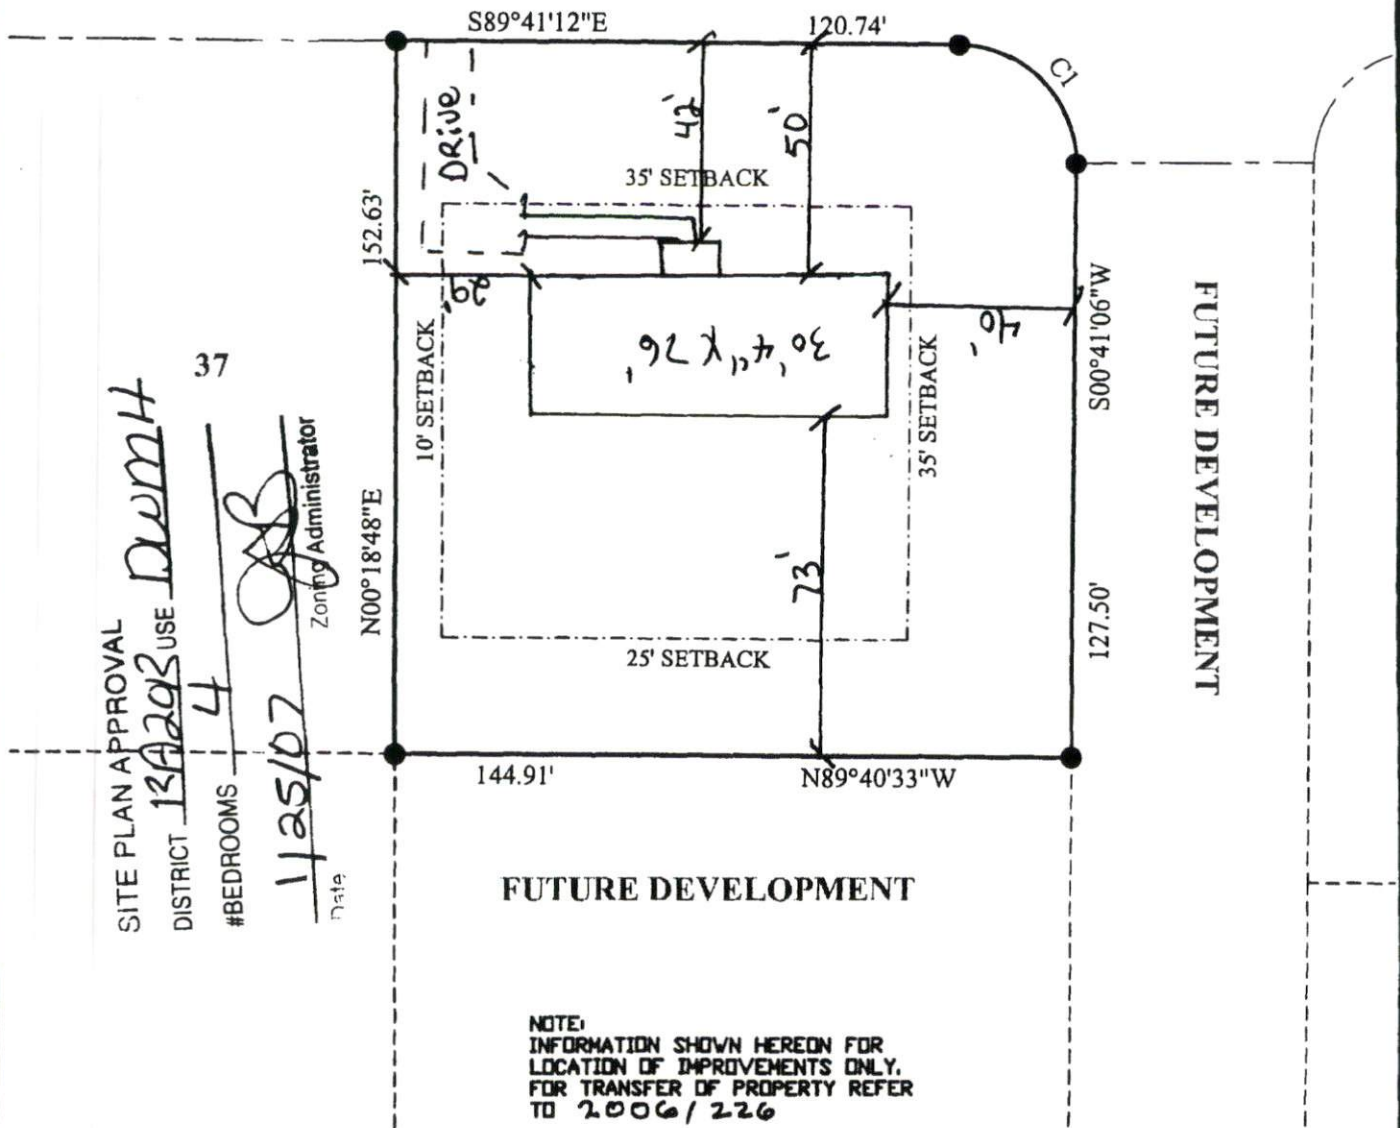 S89°41'12"E 120.74'
C1
DRIVE
42'
50'
35' SETBACK
152.63'
29'
40'
30'4" X 76'
10' SETBACK
35' SETBACK
S00°41'06"W
FUTURE DEVELOPMENT
37
N00°18'48"E
73'
127.50'
25' SETBACK
SITE PLAN APPROVAL
DISTRICT RA20R USE DWMH
#BEDROOMS 4
1/25/07
Date Zoning Administrator
144.91' N89°40'33"W
FUTURE DEVELOPMENT
NOTE:
INFORMATION SHOWN HEREON FOR
LOCATION OF IMPROVEMENTS ONLY.
FOR TRANSFER OF PROPERTY REFER
TO 2006/226